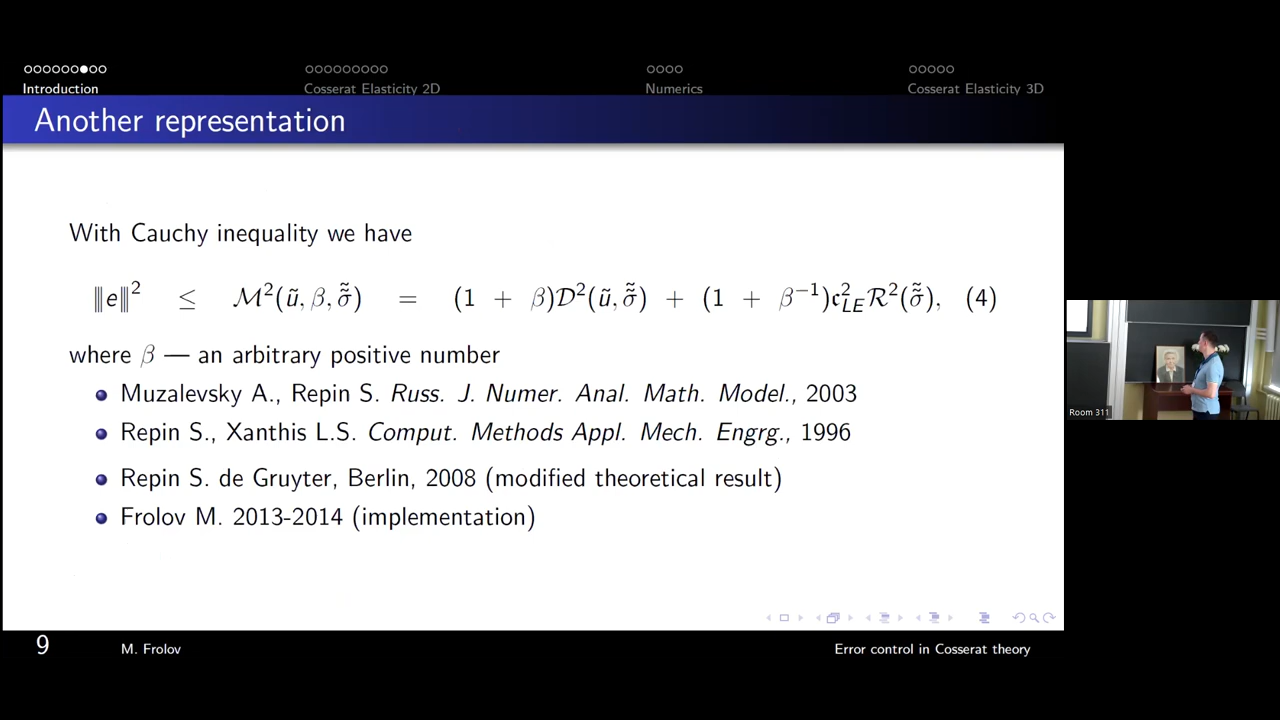 Introduction
Cosserat Elasticity 2D
Numerics
Cosserat Elasticity 3D
Another representation
With Cauchy inequality we have
|||e|||² ≤ ℳ²(ũ, β, σ̃̃) = (1 + β)𝒟²(ũ, σ̃̃) + (1 + β⁻¹)𝔠²_LE ℛ²(σ̃̃), (4)
where β — an arbitrary positive number
Muzalevsky A., Repin S. Russ. J. Numer. Anal. Math. Model., 2003
Repin S., Xanthis L.S. Comput. Methods Appl. Mech. Engrg., 1996
Repin S. de Gruyter, Berlin, 2008 (modified theoretical result)
Frolov M. 2013-2014 (implementation)
Room 311
9
M. Frolov
Error control in Cosserat theory